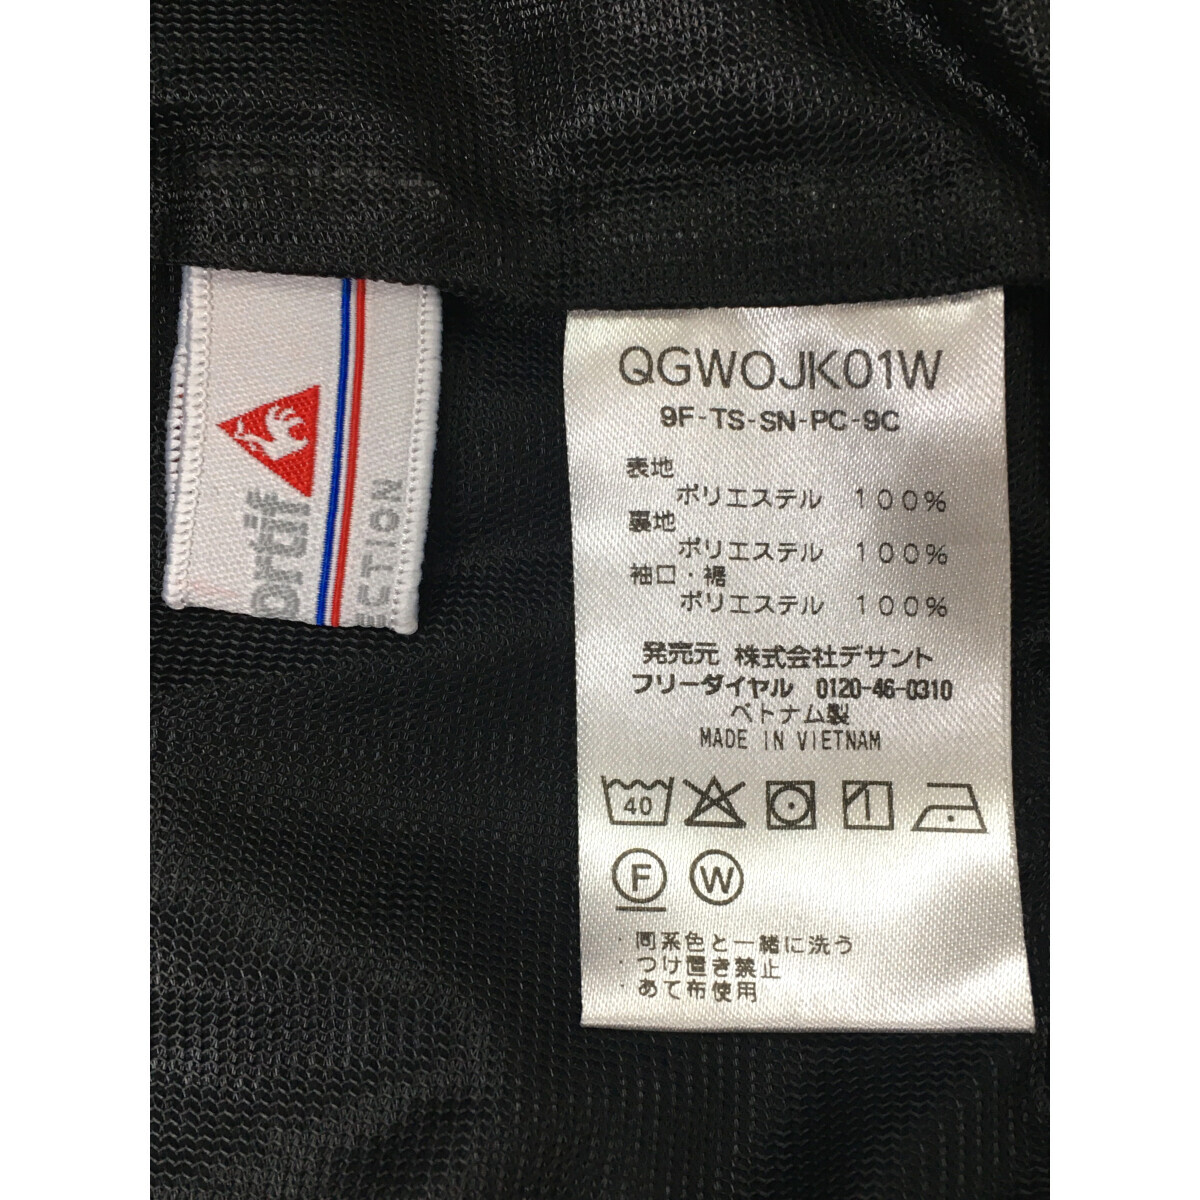 ortif
ECTION
QGWOJK01W
9F-TS-SN-PC-9C
表地
ポリエステル 100%
裏地
ポリエステル 100%
袖口・裾
ポリエステル 100%
発売元 株式会社デサント
フリーダイヤル 0120-46-0310
ベトナム製
MADE IN VIETNAM
40
1
F W
・同系色と一緒に洗う
・つけ置き禁止
・あて布使用